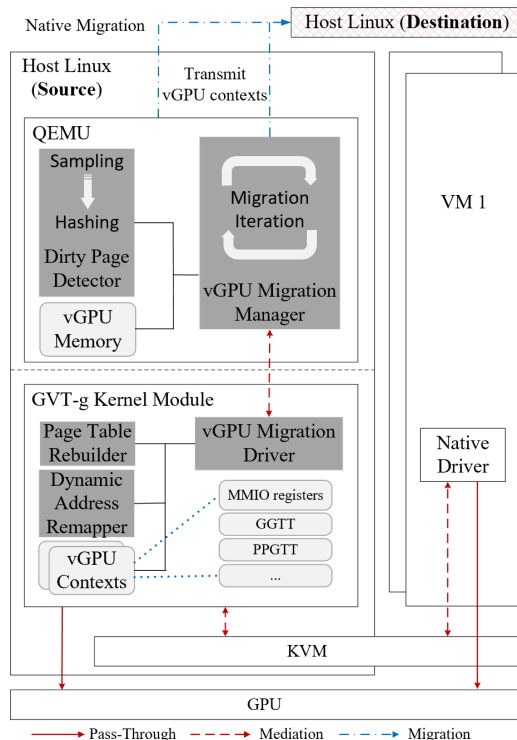 Native Migration
Host Linux (Destination)
Host Linux
(Source)
Transmit
vGPU contexts
QEMU
Sampling
Hashing
Dirty Page
Detector
vGPU
Memory
Migration
Iteration
vGPU Migration
Manager
VM 1
GVT-g Kernel Module
Page Table
Rebuilder
Dynamic
Address
Remapper
vGPU
Contexts
vGPU Migration
Driver
MMIO registers
GGTT
PPGTT
...
Native
Driver
KVM
GPU
Pass-Through
Mediation
Migration